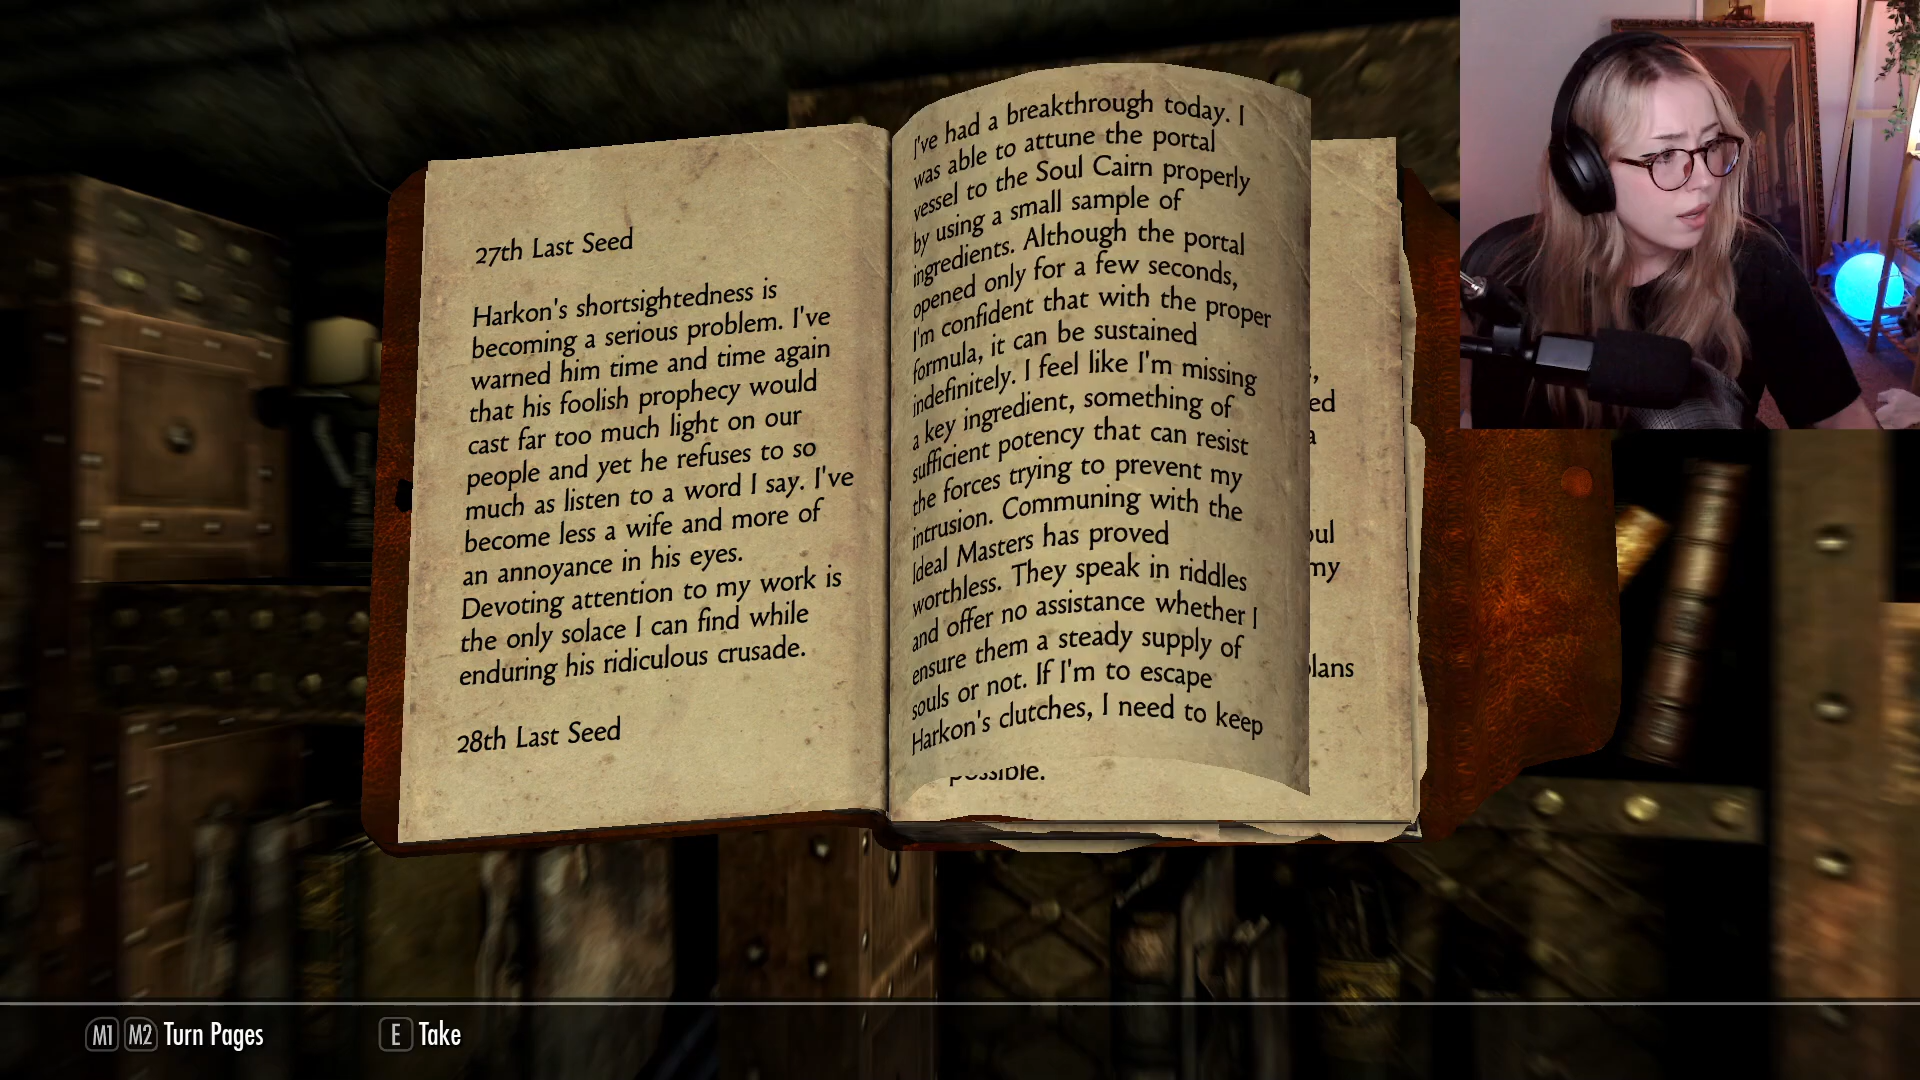 27th Last Seed
Harkon's shortsightedness is
becoming a serious problem. I've
warned him time and time again
that his foolish prophecy would
cast far too much light on our
people and yet he refuses to so
much as listen to a word I say. I've
become less a wife and more of
an annoyance in his eyes.
Devoting attention to my work is
the only solace I can find while
enduring his ridiculous crusade.
28th Last Seed
I've had a breakthrough today. I
was able to attune the portal
vessel to the Soul Cairn properly
by using a small sample of
ingredients. Although the portal
opened only for a few seconds,
I'm confident that with the proper
formula, it can be sustained
indefinitely. I feel like I'm missing
a key ingredient, something of
sufficient potency that can resist
the forces trying to prevent my
intrusion. Communing with the
Ideal Masters has proved
worthless. They speak in riddles
and offer no assistance whether I
ensure them a steady supply of
souls or not. If I'm to escape
Harkon's clutches, I need to keep
possible.
my
M1 M2 Turn Pages
E Take